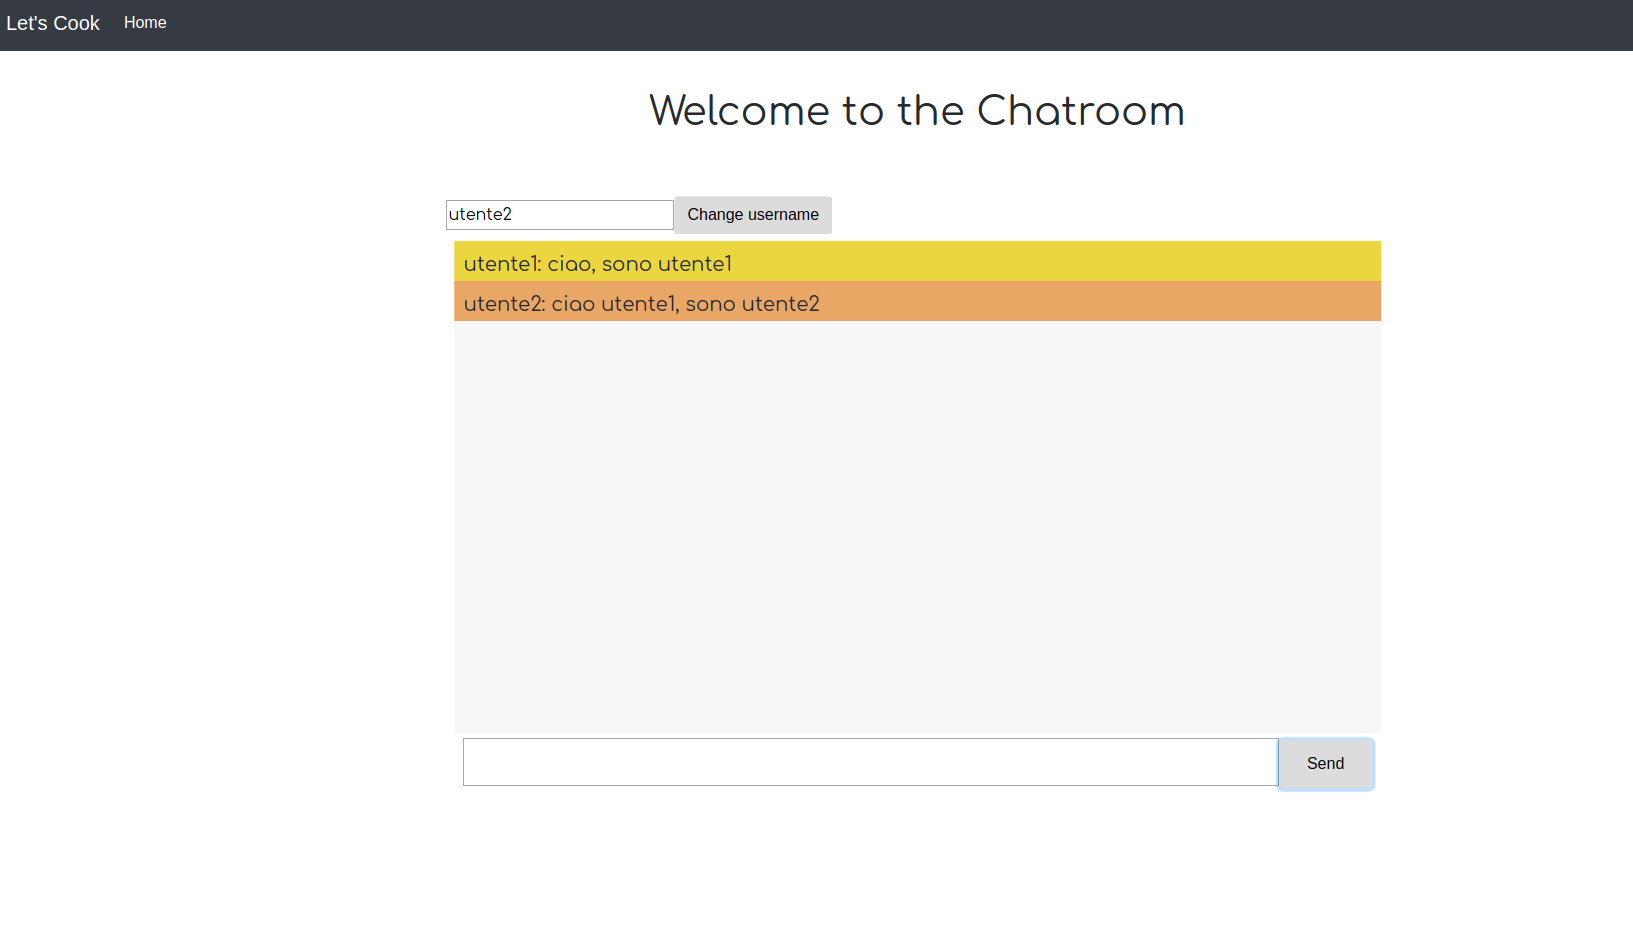 Let's Cook Home
Welcome to the Chatroom
utente2 Change username
utente1: ciao, sono utente1
utente2: ciao utente1, sono utente2
Send